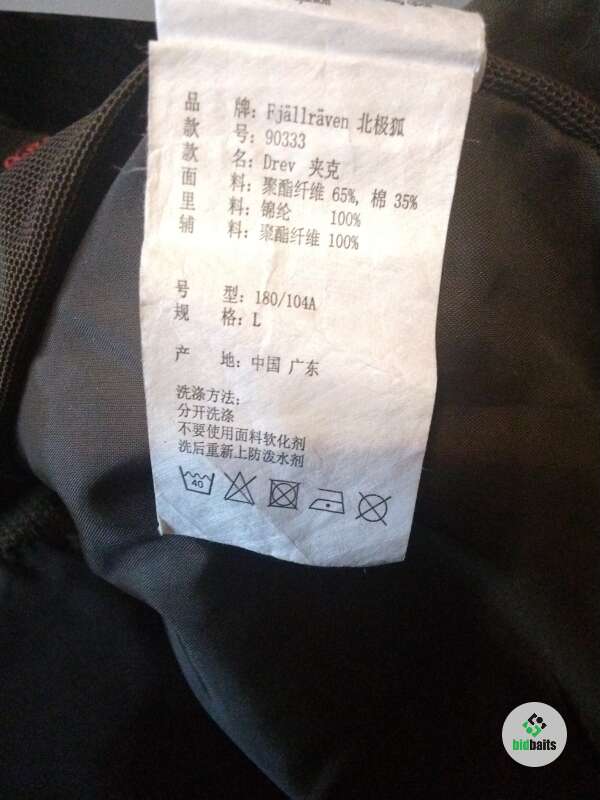 品 牌: Fjällräven 北极狐
款 号: 90333
款 名: Drev 夹克
面 料: 聚酯纤维 65%, 棉 35%
里 料: 锦纶 100%
辅 料: 聚酯纤维 100%
号 型: 180/104A
规 格: L
产 地: 中国 广东
洗涤方法:
分开洗涤
不要使用面料软化剂
洗后重新上防泼水剂
40
bidbaits